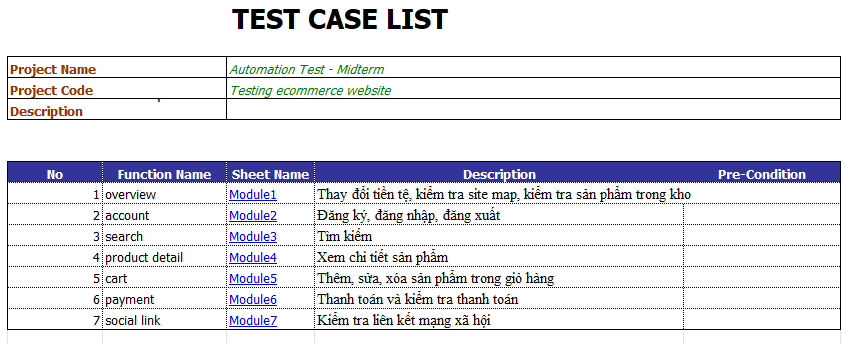 TEST CASE LIST
Project Name Automation Test - Midterm
Project Code Testing ecommerce website
Description
No Function Name Sheet Name Description Pre-Condition
1 overview Module1 Thay đổi tiền tệ, kiểm tra site map, kiểm tra sản phẩm trong kho
2 account Module2 Đăng ký, đăng nhập, đăng xuất
3 search Module3 Tìm kiếm
4 product detail Module4 Xem chi tiết sản phẩm
5 cart Module5 Thêm, sửa, xóa sản phẩm trong giỏ hàng
6 payment Module6 Thanh toán và kiểm tra thanh toán
7 social link Module7 Kiểm tra liên kết mạng xã hội